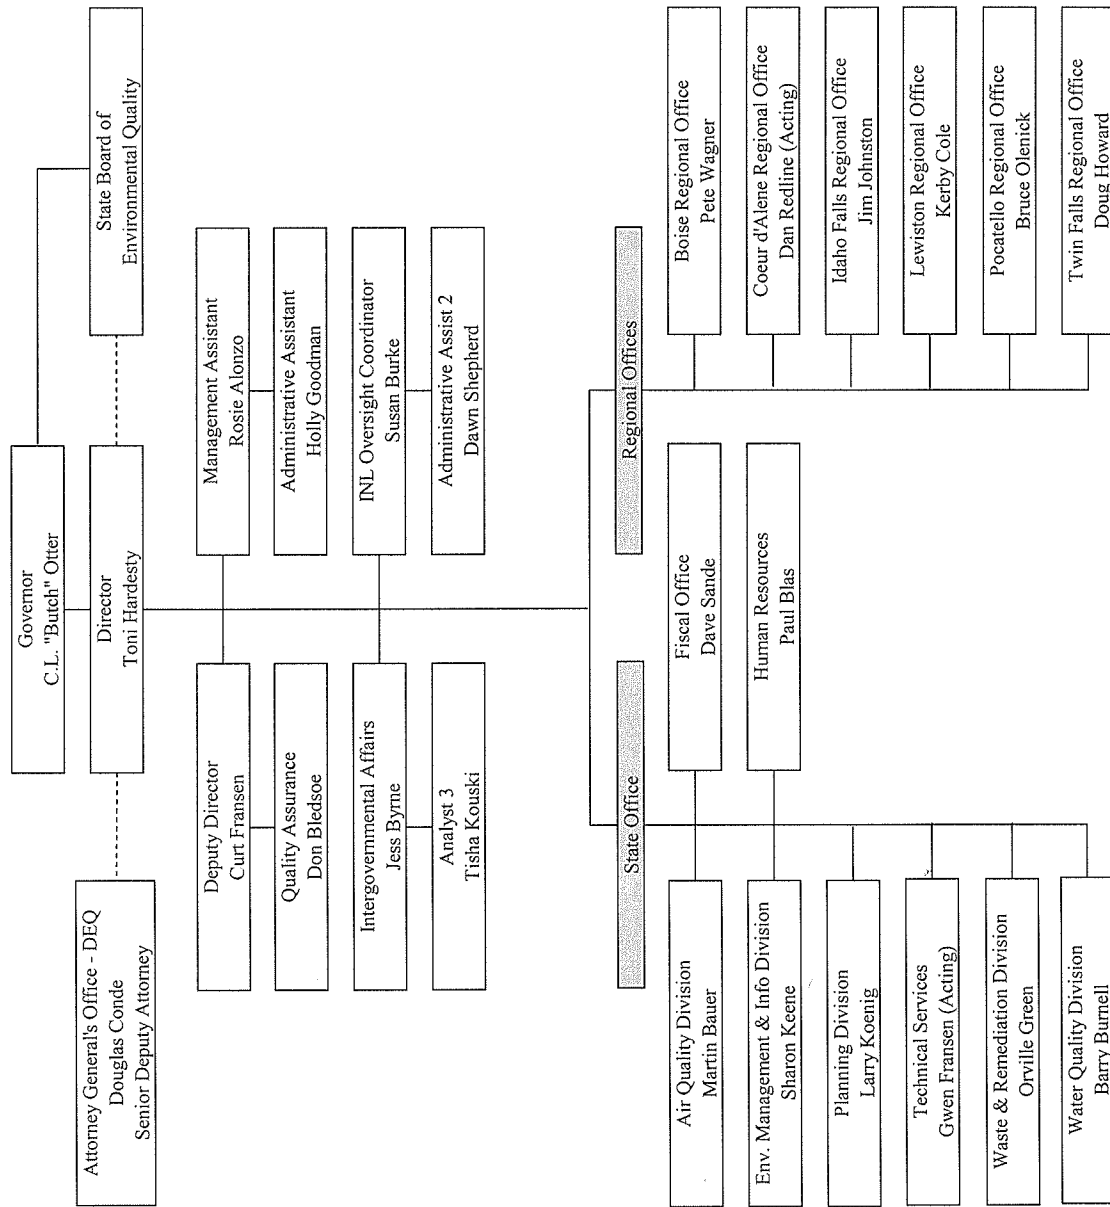 Governor
C.L. "Butch" Otter
Attorney General's Office - DEQ
Douglas Conde
Senior Deputy Attorney
Director
Toni Hardesty
State Board of
Environmental Quality
Deputy Director
Curt Fransen
Management Assistant
Rosie Alonzo
Quality Assurance
Don Bledsoe
Administrative Assistant
Holly Goodman
Intergovernmental Affairs
Jess Byrne
INL Oversight Coordinator
Susan Burke
Analyst 3
Tisha Kouski
Administrative Assist 2
Dawn Shepherd
State Office
Regional Offices
Air Quality Division
Martin Bauer
Fiscal Office
Dave Sande
Boise Regional Office
Pete Wagner
Env. Management & Info Division
Sharon Keene
Human Resources
Paul Blas
Coeur d'Alene Regional Office
Dan Redline (Acting)
Planning Division
Larry Koenig
Idaho Falls Regional Office
Jim Johnston
Technical Services
Gwen Fransen (Acting)
Lewiston Regional Office
Kerby Cole
Waste & Remediation Division
Orville Green
Pocatello Regional Office
Bruce Olenick
Water Quality Division
Barry Burnell
Twin Falls Regional Office
Doug Howard